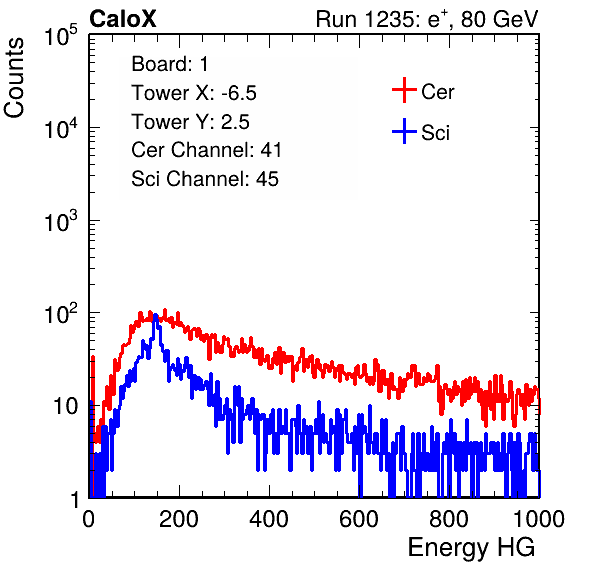 CaloX Run 1235: e⁺, 80 GeV
Counts
Board: 1
Tower X: -6.5
Tower Y: 2.5
Cer Channel: 41
Sci Channel: 45
Cer
Sci
10⁵
10⁴
10³
10²
10
1
0 200 400 600 800 1000
Energy HG